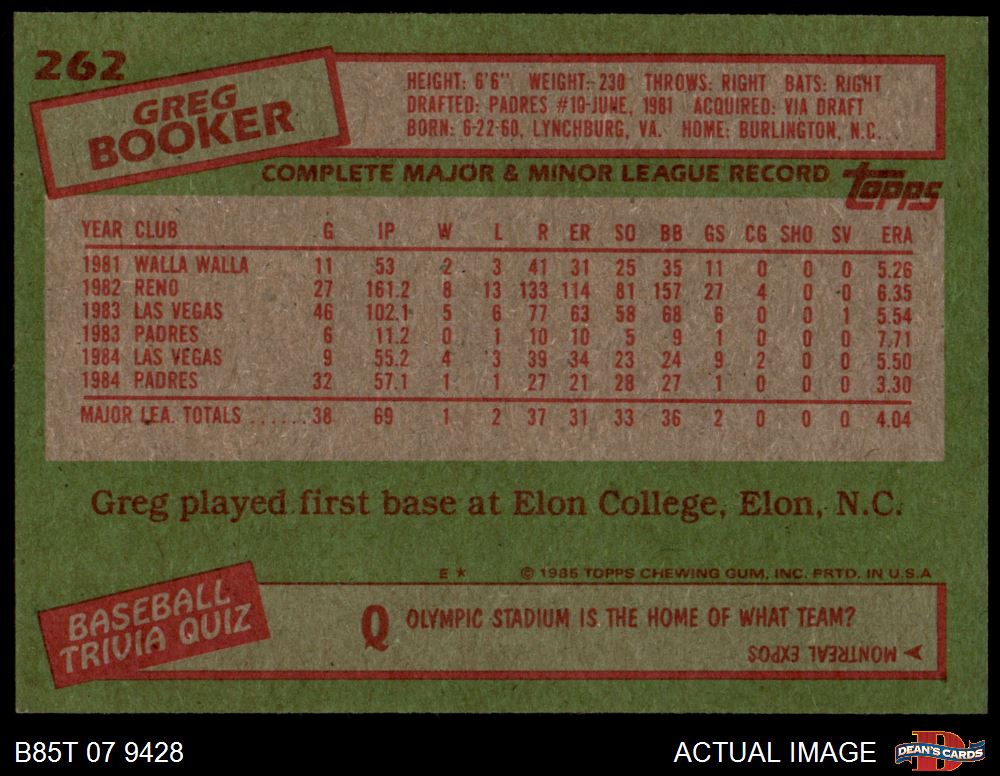 262
GREG
BOOKER
HEIGHT: 6'6" WEIGHT: 230 THROWS: RIGHT BATS: RIGHT
DRAFTED: PADRES #10-JUNE, 1981 ACQUIRED: VIA DRAFT
BORN: 6-22-60, LYNCHBURG, VA. HOME: BURLINGTON, N.C.
COMPLETE MAJOR & MINOR LEAGUE RECORD topps
YEAR CLUB G IP W L R ER SO BB GS CG SHO SV ERA
1981 WALLA WALLA 11 53 2 3 41 31 25 35 11 0 0 0 5.26
1982 RENO 27 161.2 8 13 133 114 81 157 27 4 0 0 6.35
1983 LAS VEGAS 46 102.1 5 6 77 63 58 68 6 0 0 1 5.54
1983 PADRES 6 11.2 0 1 10 10 5 9 1 0 0 0 7.71
1984 LAS VEGAS 9 55.2 4 3 39 34 23 24 9 2 0 0 5.50
1984 PADRES 32 57.1 1 1 27 21 28 27 1 0 0 0 3.30
MAJOR LEA. TOTALS ......38 69 1 2 37 31 33 36 2 0 0 0 4.04
Greg played first base at Elon College, Elon, N.C.
E ★ © 1985 TOPPS CHEWING GUM, INC. PRTD. IN U.S.A
BASEBALL
TRIVIA QUIZ
Q OLYMPIC STADIUM IS THE HOME OF WHAT TEAM?
MONTREAL EXPOS
B85T 07 9428 ACTUAL IMAGE DEAN'S CARDS